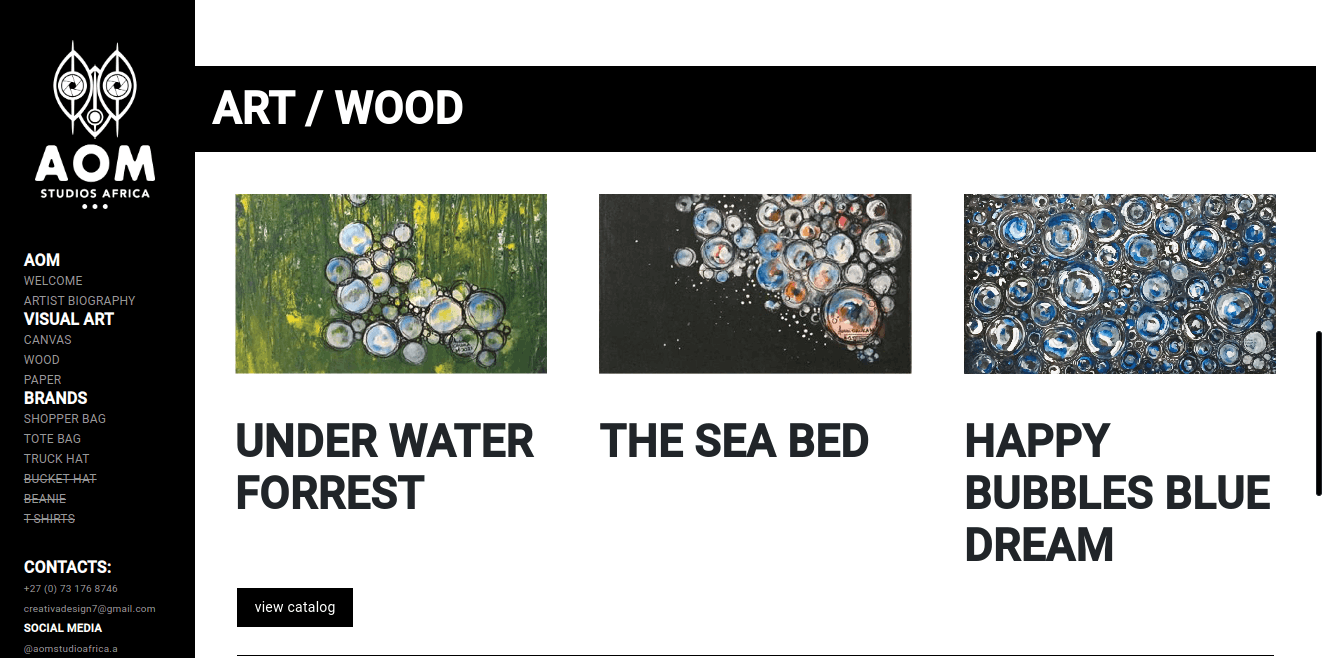 AOM
STUDIOS AFRICA
AOM
WELCOME
ARTIST BIOGRAPHY
VISUAL ART
CANVAS
WOOD
PAPER
BRANDS
SHOPPER BAG
TOTE BAG
TRUCK HAT
BUCKET HAT
BEANIE
T-SHIRTS
CONTACTS:
+27 (0) 73 176 8746
creativadesign7@gmail.com
SOCIAL MEDIA
@aomstudioafrica.a
ART / WOOD
UNDER WATER
FORREST
THE SEA BED
HAPPY
BUBBLES BLUE
DREAM
view catalog